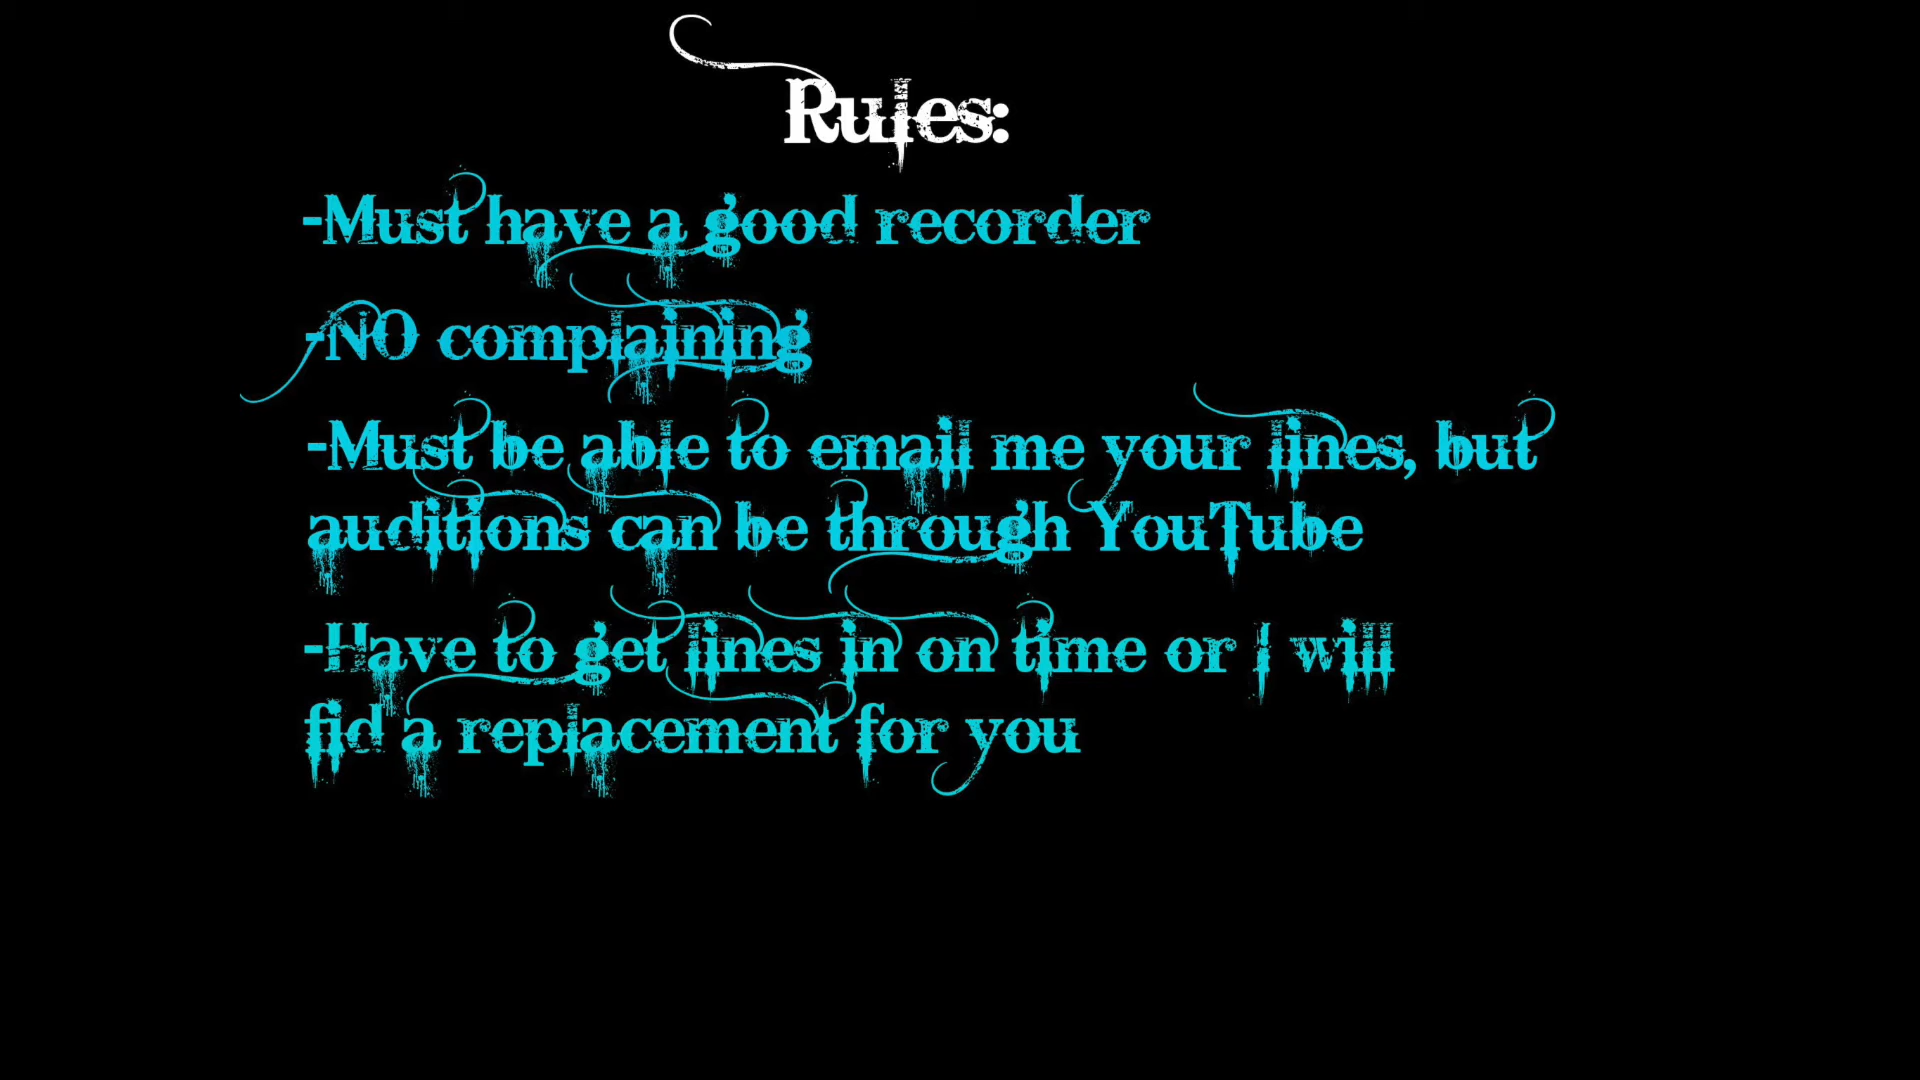 Rules:
-Must have a good recorder
-NO complaining
-Must be able to email me your lines, but
auditions can be through YouTube
-Have to get lines in on time or I will
fid a replacement for you